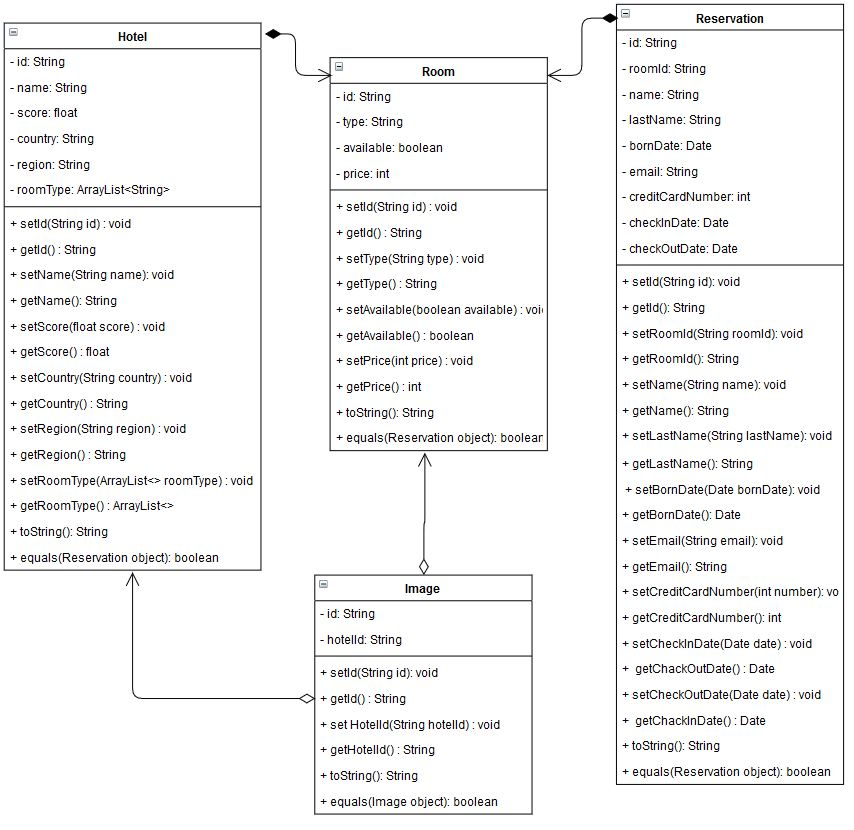 Hotel
- id: String
- name: String
- score: float
- country: String
- region: String
- roomType: ArrayList<String>
+ setId(String id) : void
+ getId() : String
+ setName(String name): void
+ getName(): String
+ setScore(float score) : void
+ getScore() : float
+ setCountry(String country) : void
+ getCountry() : String
+ setRegion(String region) : void
+ getRegion() : String
+ setRoomType(ArrayList<> roomType) : void
+ getRoomType() : ArrayList<>
+ toString(): String
+ equals(Reservation object): boolean
Room
- id: String
- type: String
- available: boolean
- price: int
+ setId(String id) : void
+ getId() : String
+ setType(String type) : void
+ getType() : String
+ setAvailable(boolean available) : voi
+ getAvailable() : boolean
+ setPrice(int price) : void
+ getPrice() : int
+ toString(): String
+ equals(Reservation object): boolean
Image
- id: String
- hotelId: String
+ setId(String id): void
+ getId() : String
+ set HotelId(String hotelId) : void
+ getHotelId() : String
+ toString(): String
+ equals(Image object): boolean
Reservation
- id: String
- roomId: String
- name: String
- lastName: String
- bornDate: Date
- email: String
- creditCardNumber: int
- checkInDate: Date
- checkOutDate: Date
+ setId(String id): void
+ getId(): String
+ setRoomId(String roomId): void
+ getRoomId(): String
+ setName(String name): void
+ getName(): String
+ setLastName(String lastName): void
+ getLastName(): String
+ setBornDate(Date bornDate): void
+ getBornDate(): Date
+ setEmail(String email): void
+ getEmail(): String
+ setCreditCardNumber(int number): vo
+ getCreditCardNumber(): int
+ setCheckInDate(Date date) : void
+ getChackOutDate() : Date
+ setCheckOutDate(Date date) : void
+ getChackInDate() : Date
+ toString(): String
+ equals(Reservation object): boolean